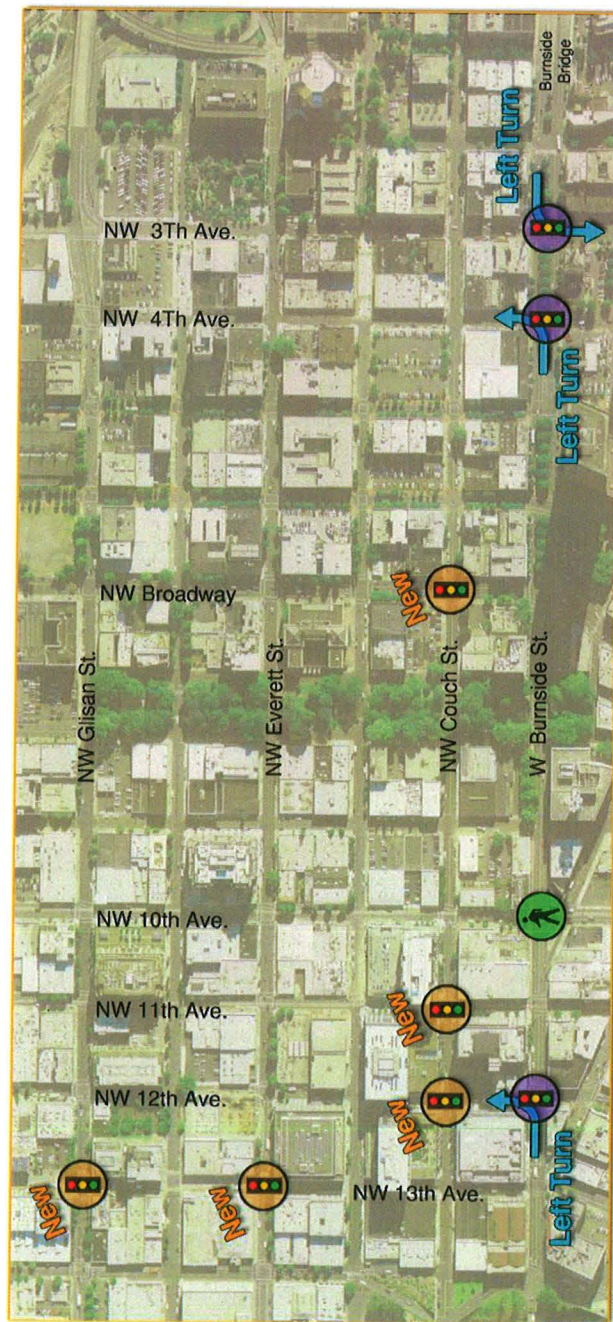 Burnside
Bridge
Left Turn
NW 3Th Ave.
NW 4Th Ave.
Left Turn
New
NW Broadway
NW Glisan St.
NW Everett St.
NW Couch St.
W Burnside St.
NW 10th Ave.
NW 11th Ave.
New
NW 12th Ave.
New
New
New
NW 13th Ave.
Left Turn